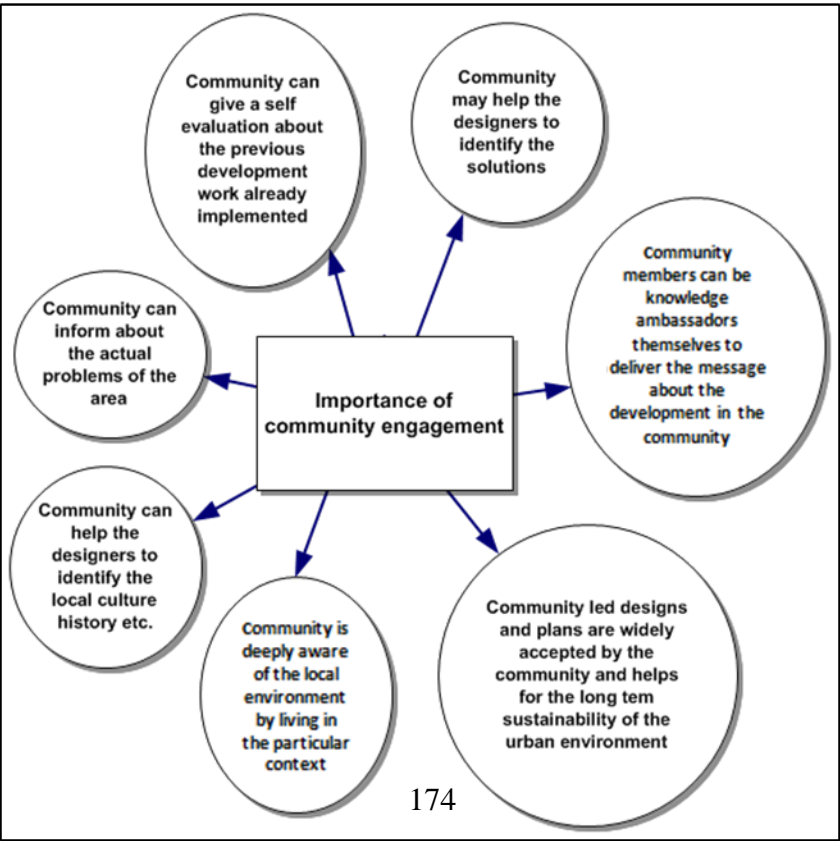 Community can
give a self
evaluation about
the previous
development
work already
implemented
Community
may help the
designers to
identify the
solutions
Community
members can be
knowledge
ambassadors
themselves to
deliver the message
about the
development in the
community
Community can
inform about
the actual
problems of the
area
Importance of
community engagement
Community can
help the
designers to
identify the
local culture
history etc.
Community is
deeply aware
of the local
environment
by living in
the particular
context
Community led designs
and plans are widely
accepted by the
community and helps
for the long tem
sustainability of the
urban environment
174